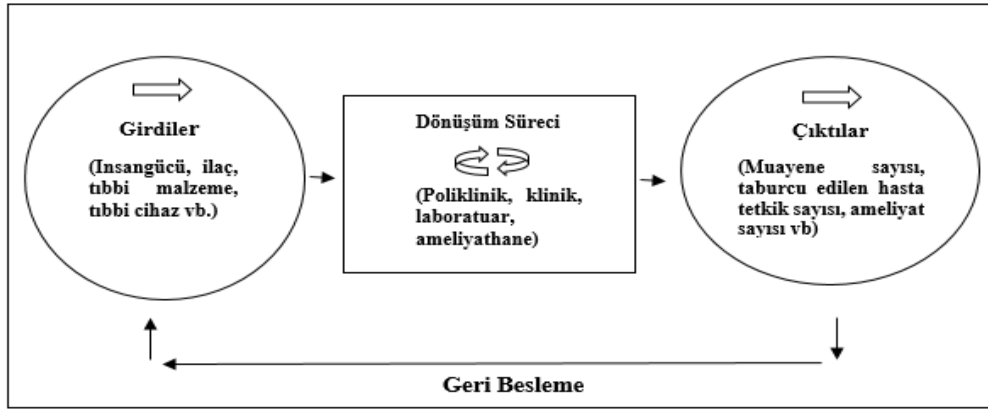 Girdiler
(Insangücü, ilaç,
tıbbi malzeme,
tıbbi cihaz vb.)
Dönüşüm Süreci
(Poliklinik, klinik,
laboratuar,
ameliyathane)
Çıktılar
(Muayene sayısı,
taburcu edilen hasta
tetkik sayısı, ameliyat
sayısı vb)
Geri Besleme